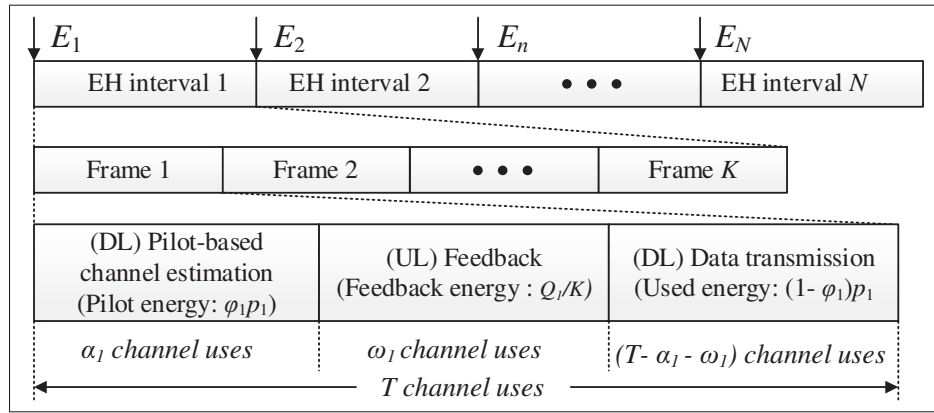 E₁ E₂ Eₙ E_N
EH interval 1 EH interval 2 • • • EH interval N
Frame 1 Frame 2 • • • Frame K
(DL) Pilot-based
channel estimation
(Pilot energy: φ₁p₁)
(UL) Feedback
(Feedback energy : Q₁/K)
(DL) Data transmission
(Used energy: (1- φ₁)p₁
α₁ channel uses
ω₁ channel uses
(T- α₁ - ω₁) channel uses
T channel uses